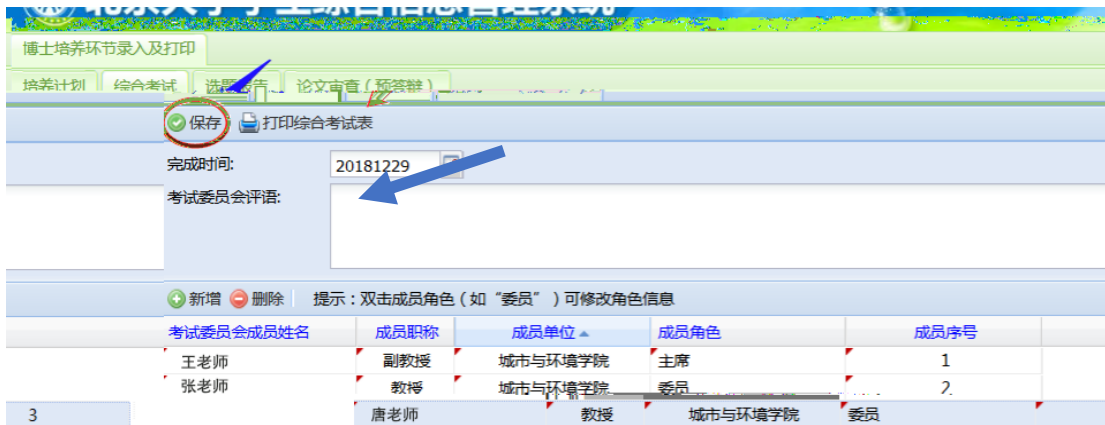 博士培养环节录入及打印
培养计划 综合考试 选题报告 论文审查(预答辩)
保存 打印综合考试表
完成时间: 20181229
考试委员会评语:
新增 删除 提示:双击成员角色(如“委员”)可修改角色信息
考试委员会成员姓名 成员职称 成员单位 成员角色 成员序号
王老师 副教授 城市与环境学院 主席 1
张老师 教授 城市与环境学院 委员 2
3 唐老师 教授 城市与环境学院 委员